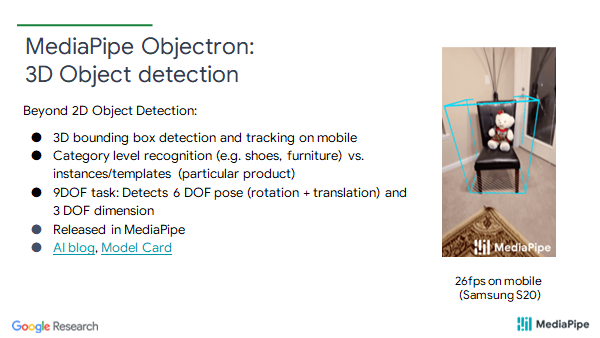 MediaPipe Objectron:
3D Object detection
Beyond 2D Object Detection:
● 3D bounding box detection and tracking on mobile
● Category level recognition (e.g. shoes, furniture) vs.
instances/templates (particular product)
● 9DOF task: Detects 6 DOF pose (rotation + translation) and
3 DOF dimension
● Released in MediaPipe
● AI blog, Model Card
MediaPipe
26fps on mobile
(Samsung S20)
Google Research
MediaPipe